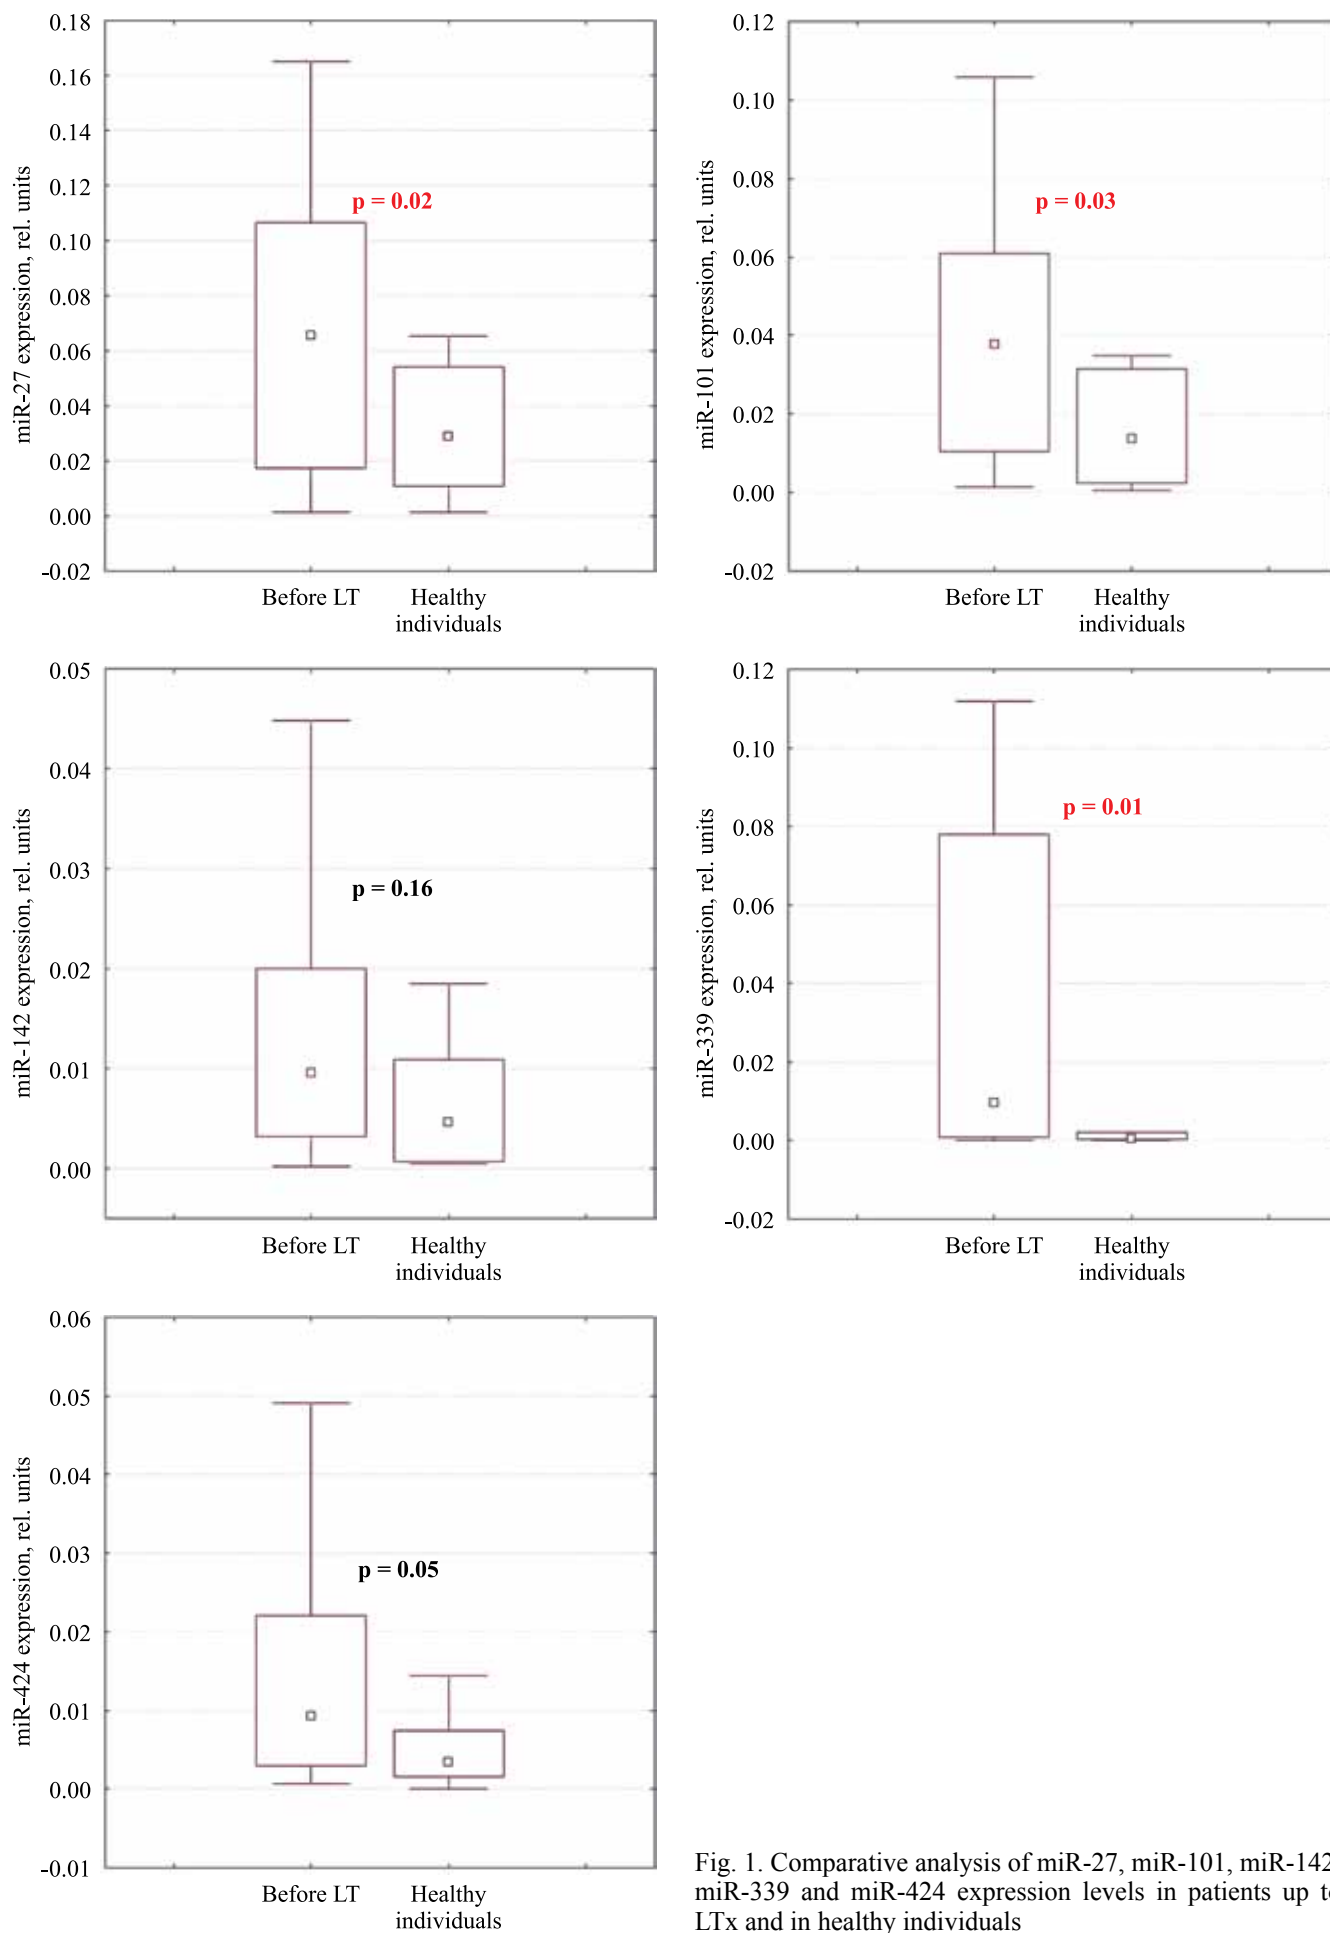 0.18
0.16
0.14
0.12
0.10
0.08
0.06
0.04
0.02
0.00
-0.02
miR-27 expression, rel. units
p = 0.02
Before LT
Healthy
individuals
0.12
0.10
0.08
0.06
0.04
0.02
0.00
-0.02
miR-101 expression, rel. units
p = 0.03
Before LT
Healthy
individuals
0.05
0.04
0.03
0.02
0.01
0.00
miR-142 expression, rel. units
p = 0.16
Before LT
Healthy
individuals
0.12
0.10
0.08
0.06
0.04
0.02
0.00
-0.02
miR-339 expression, rel. units
p = 0.01
Before LT
Healthy
individuals
0.06
0.05
0.04
0.03
0.02
0.01
0.00
-0.01
miR-424 expression, rel. units
p = 0.05
Before LT
Healthy
individuals
Fig. 1. Comparative analysis of miR-27, miR-101, miR-142
miR-339 and miR-424 expression levels in patients up to
LTx and in healthy individuals